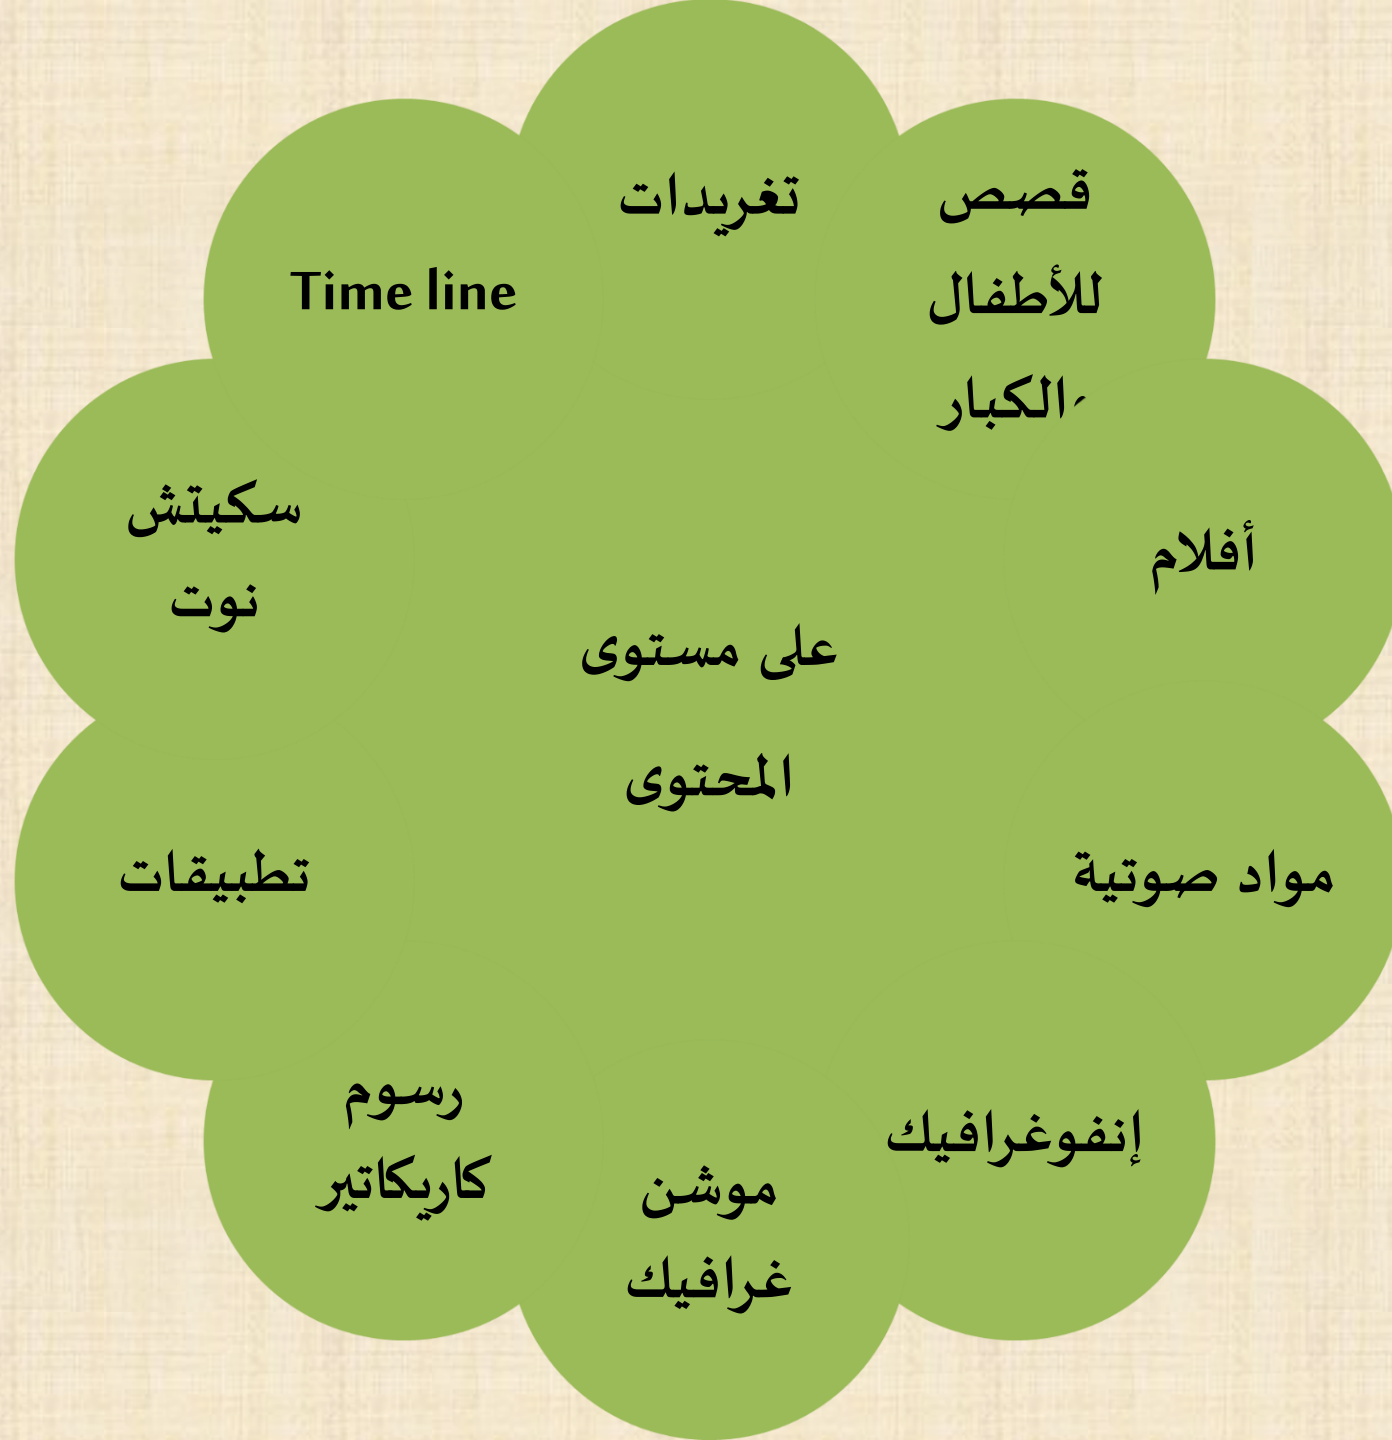 تغريدات
قصص
للأطفال
والكبار
أفلام
مواد صوتية
إنفوغرافيك
موشن
غرافيك
رسوم
كاريكاتير
تطبيقات
سكيتش
نوت
Time line
على مستوى
المحتوى